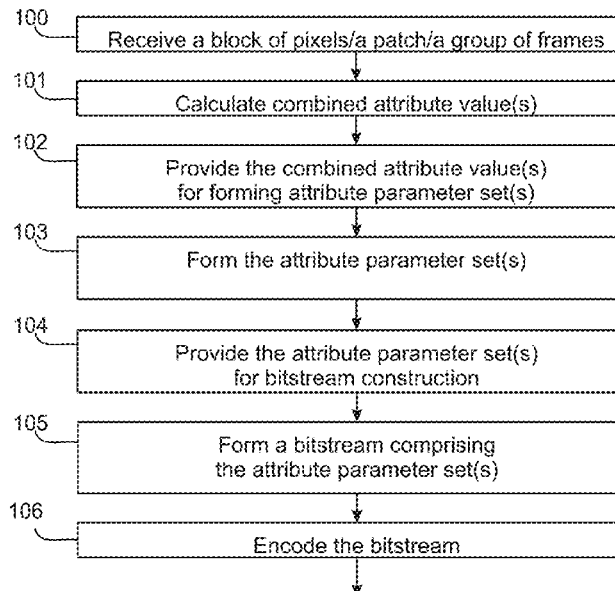 100
Receive a block of pixels/a patch/a group of frames
101
Calculate combined attribute value(s)
102
Provide the combined attribute value(s)
for forming attribute parameter set(s)
103
Form the attribute parameter set(s)
104
Provide the attribute parameter set(s)
for bitstream construction
105
Form a bitstream comprising
the attribute parameter set(s)
106
Encode the bitstream